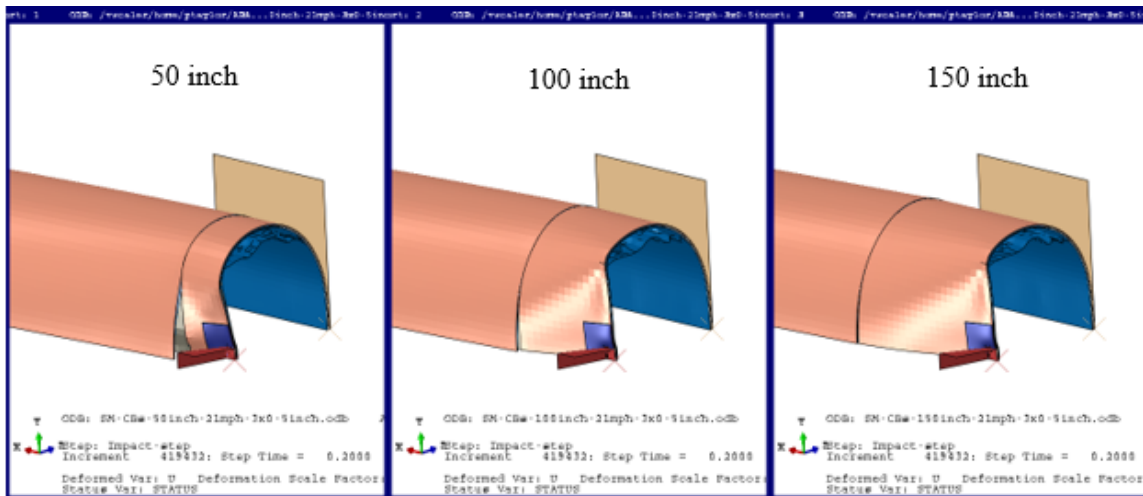 50 inch
100 inch
150 inch
Y
X
ODB: SM-CBe-50inch-21mph-3x0-5inch.odb
Step: Impact-step
Increment 419432: Step Time = 0.2000
Deformed Var: U Deformation Scale Factor:
Status Var: STATUS
Y
X
ODB: SM-CBe-100inch-21mph-3x0-5inch.odb
Step: Impact-step
Increment 419432: Step Time = 0.2000
Deformed Var: U Deformation Scale Factor:
Status Var: STATUS
Y
X
ODB: SM-CBe-150inch-21mph-3x0-5inch.odb
Step: Impact-step
Increment 419432: Step Time = 0.2000
Deformed Var: U Deformation Scale Factor:
Status Var: STATUS